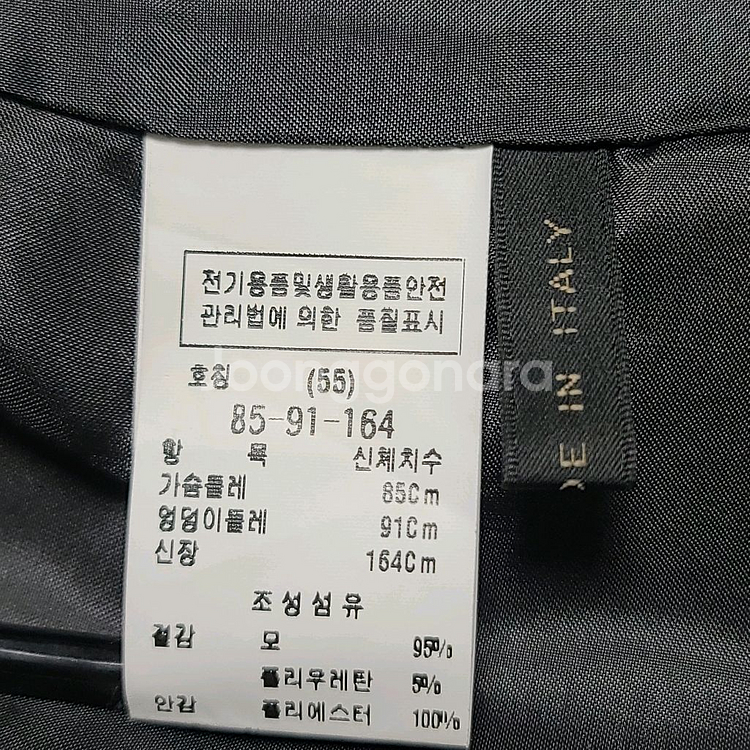 전기용품및생활용품안전
관리법에 의한 품질표시
호칭 (55)
85-91-164
항 목 신체치수
가슴둘레 85Cm
엉덩이둘레 91Cm
신장 164Cm
조성섬유
겉감 모 95%
폴리우레탄 5%
안감 폴리에스터 100%
DE IN ITALY
joonggonara